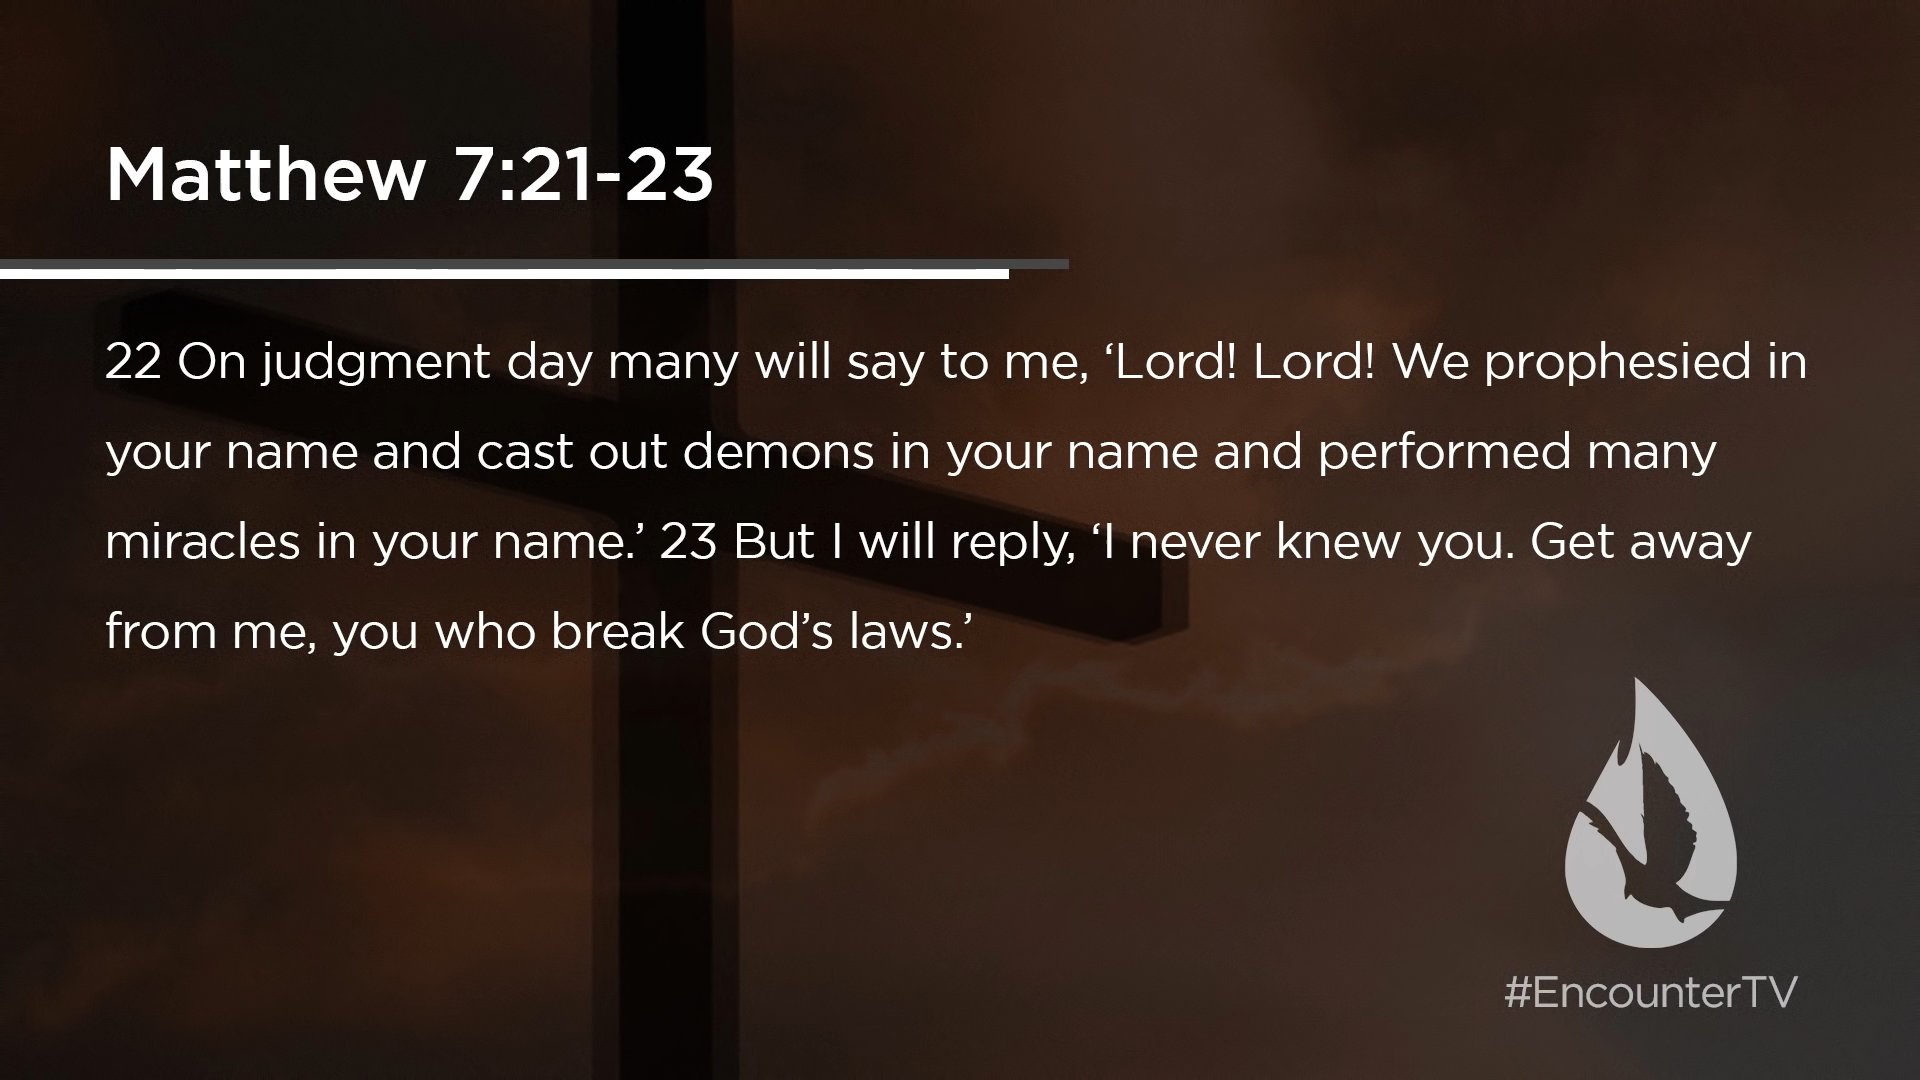 Matthew 7:21-23
22 On judgment day many will say to me, ‘Lord! Lord! We prophesied in
your name and cast out demons in your name and performed many
miracles in your name.’ 23 But I will reply, ‘I never knew you. Get away
from me, you who break God’s laws.’
#EncounterTV